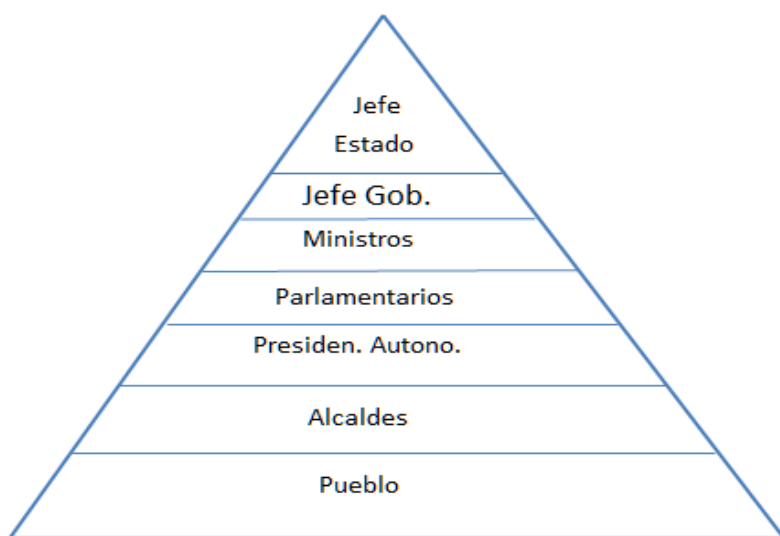 Jefe
Estado
Jefe Gob.
Ministros
Parlamentarios
Presiden. Autono.
Alcaldes
Pueblo